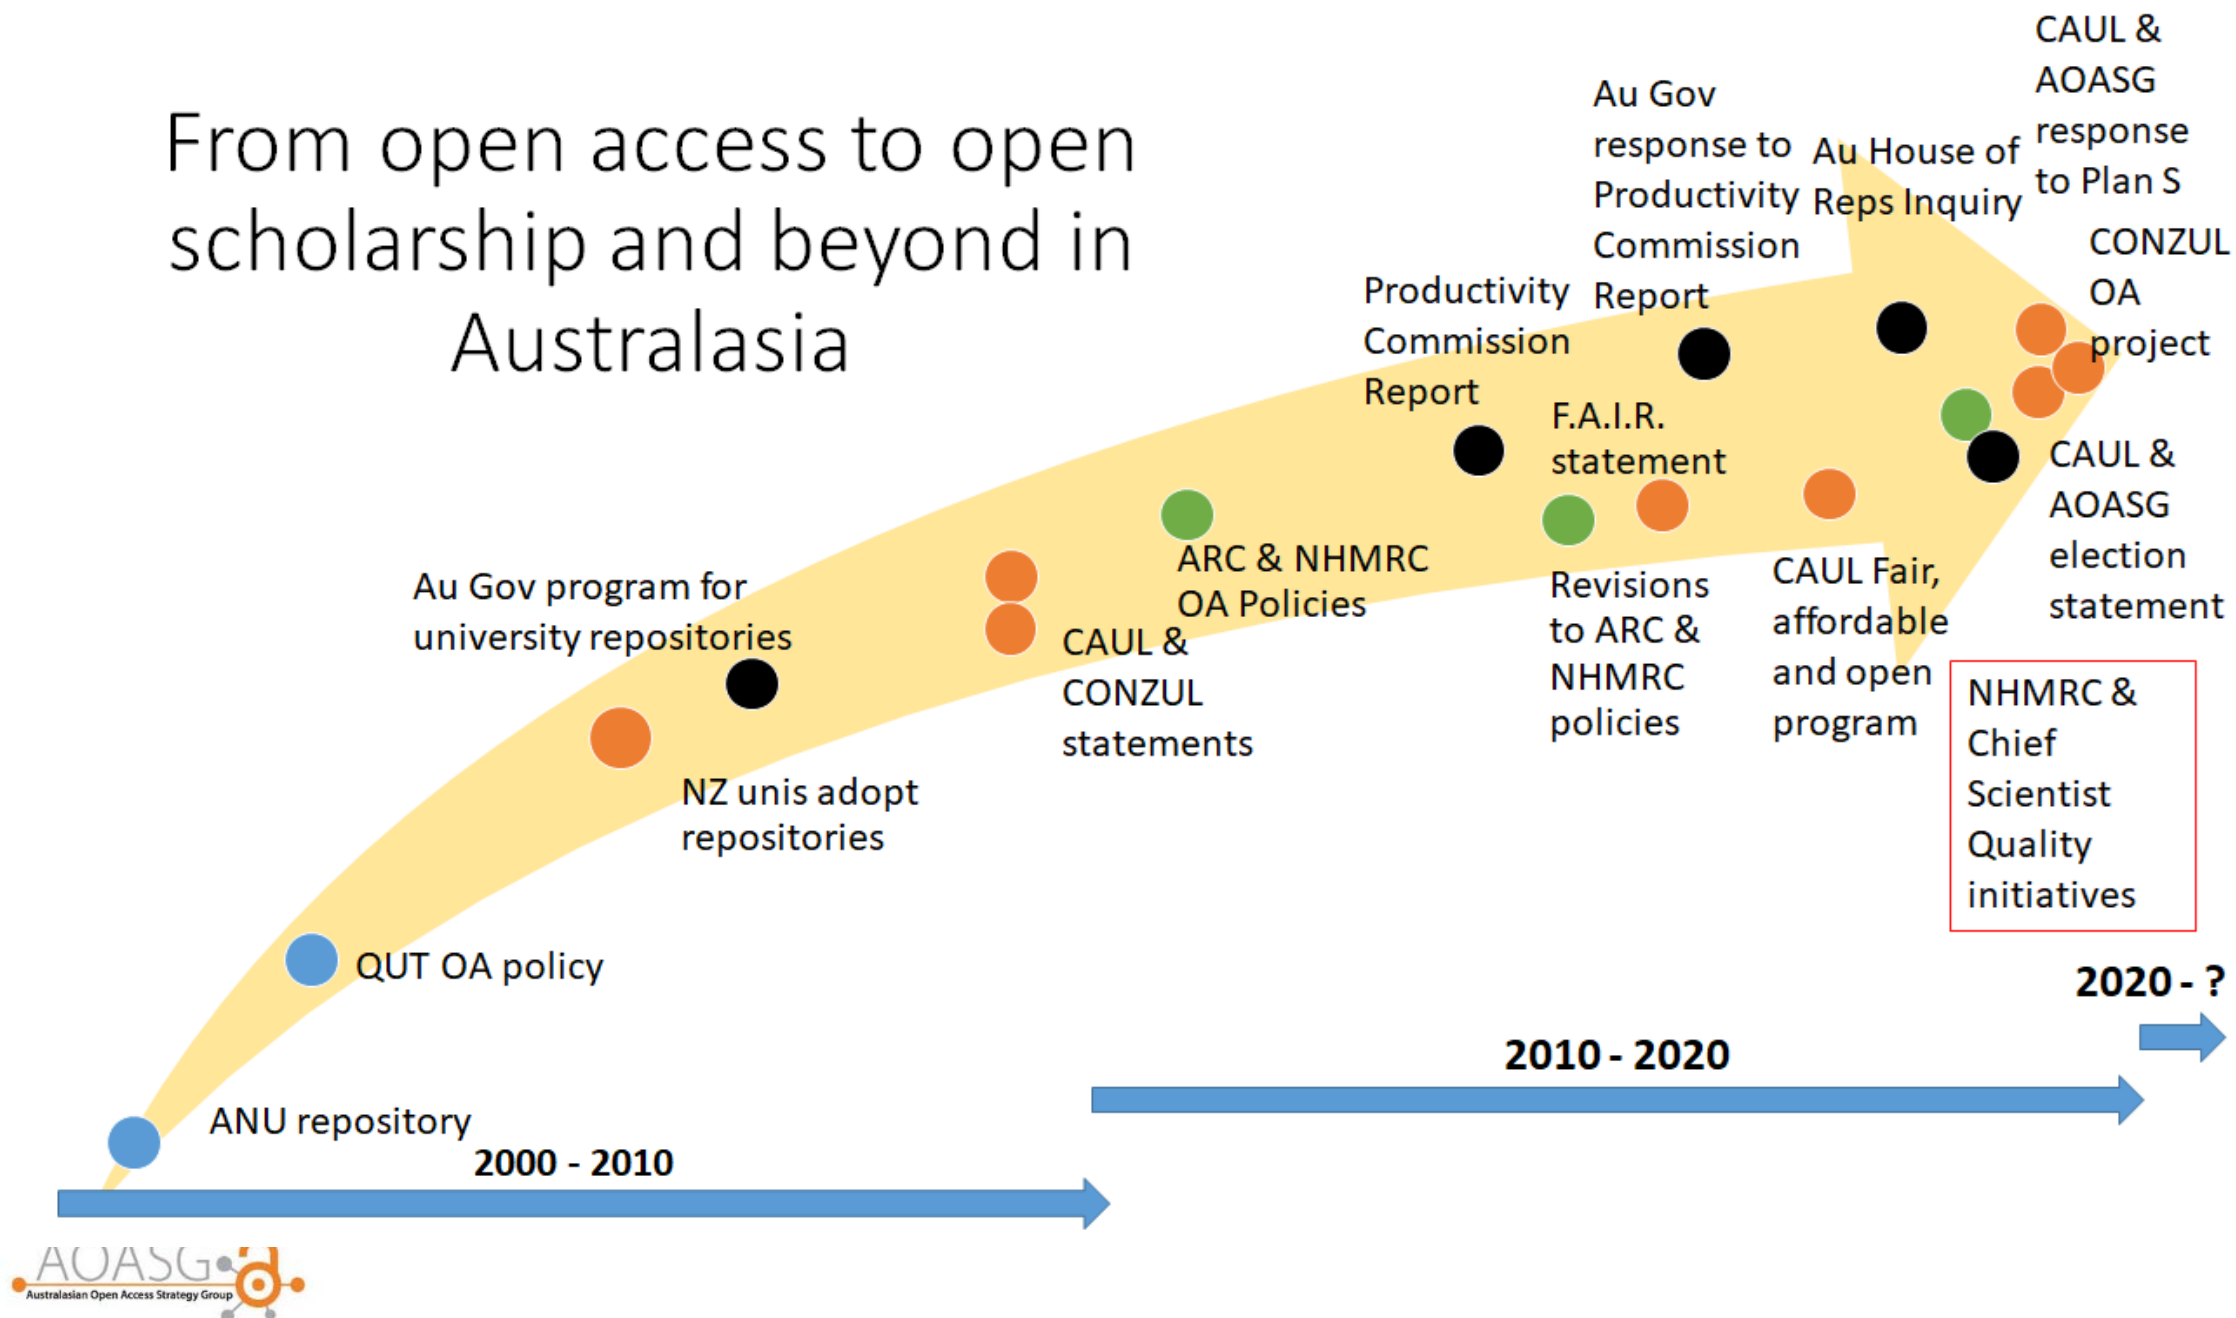 From open access to open
scholarship and beyond in
Australasia
CAUL &
AOASG
response
to Plan S
Au Gov
response to
Productivity
Commission
Report
Au House of
Reps Inquiry
CONZUL
OA
project
Productivity
Commission
Report
F.A.I.R.
statement
CAUL &
AOASG
election
statement
ARC & NHMRC
OA Policies
Au Gov program for
university repositories
CAUL &
CONZUL
statements
Revisions
to ARC &
NHMRC
policies
CAUL Fair,
affordable
and open
program
NHMRC &
Chief
Scientist
Quality
initiatives
NZ unis adopt
repositories
QUT OA policy
ANU repository
2000 - 2010
2010 - 2020
2020 - ?
AOASG
Australasian Open Access Strategy Group